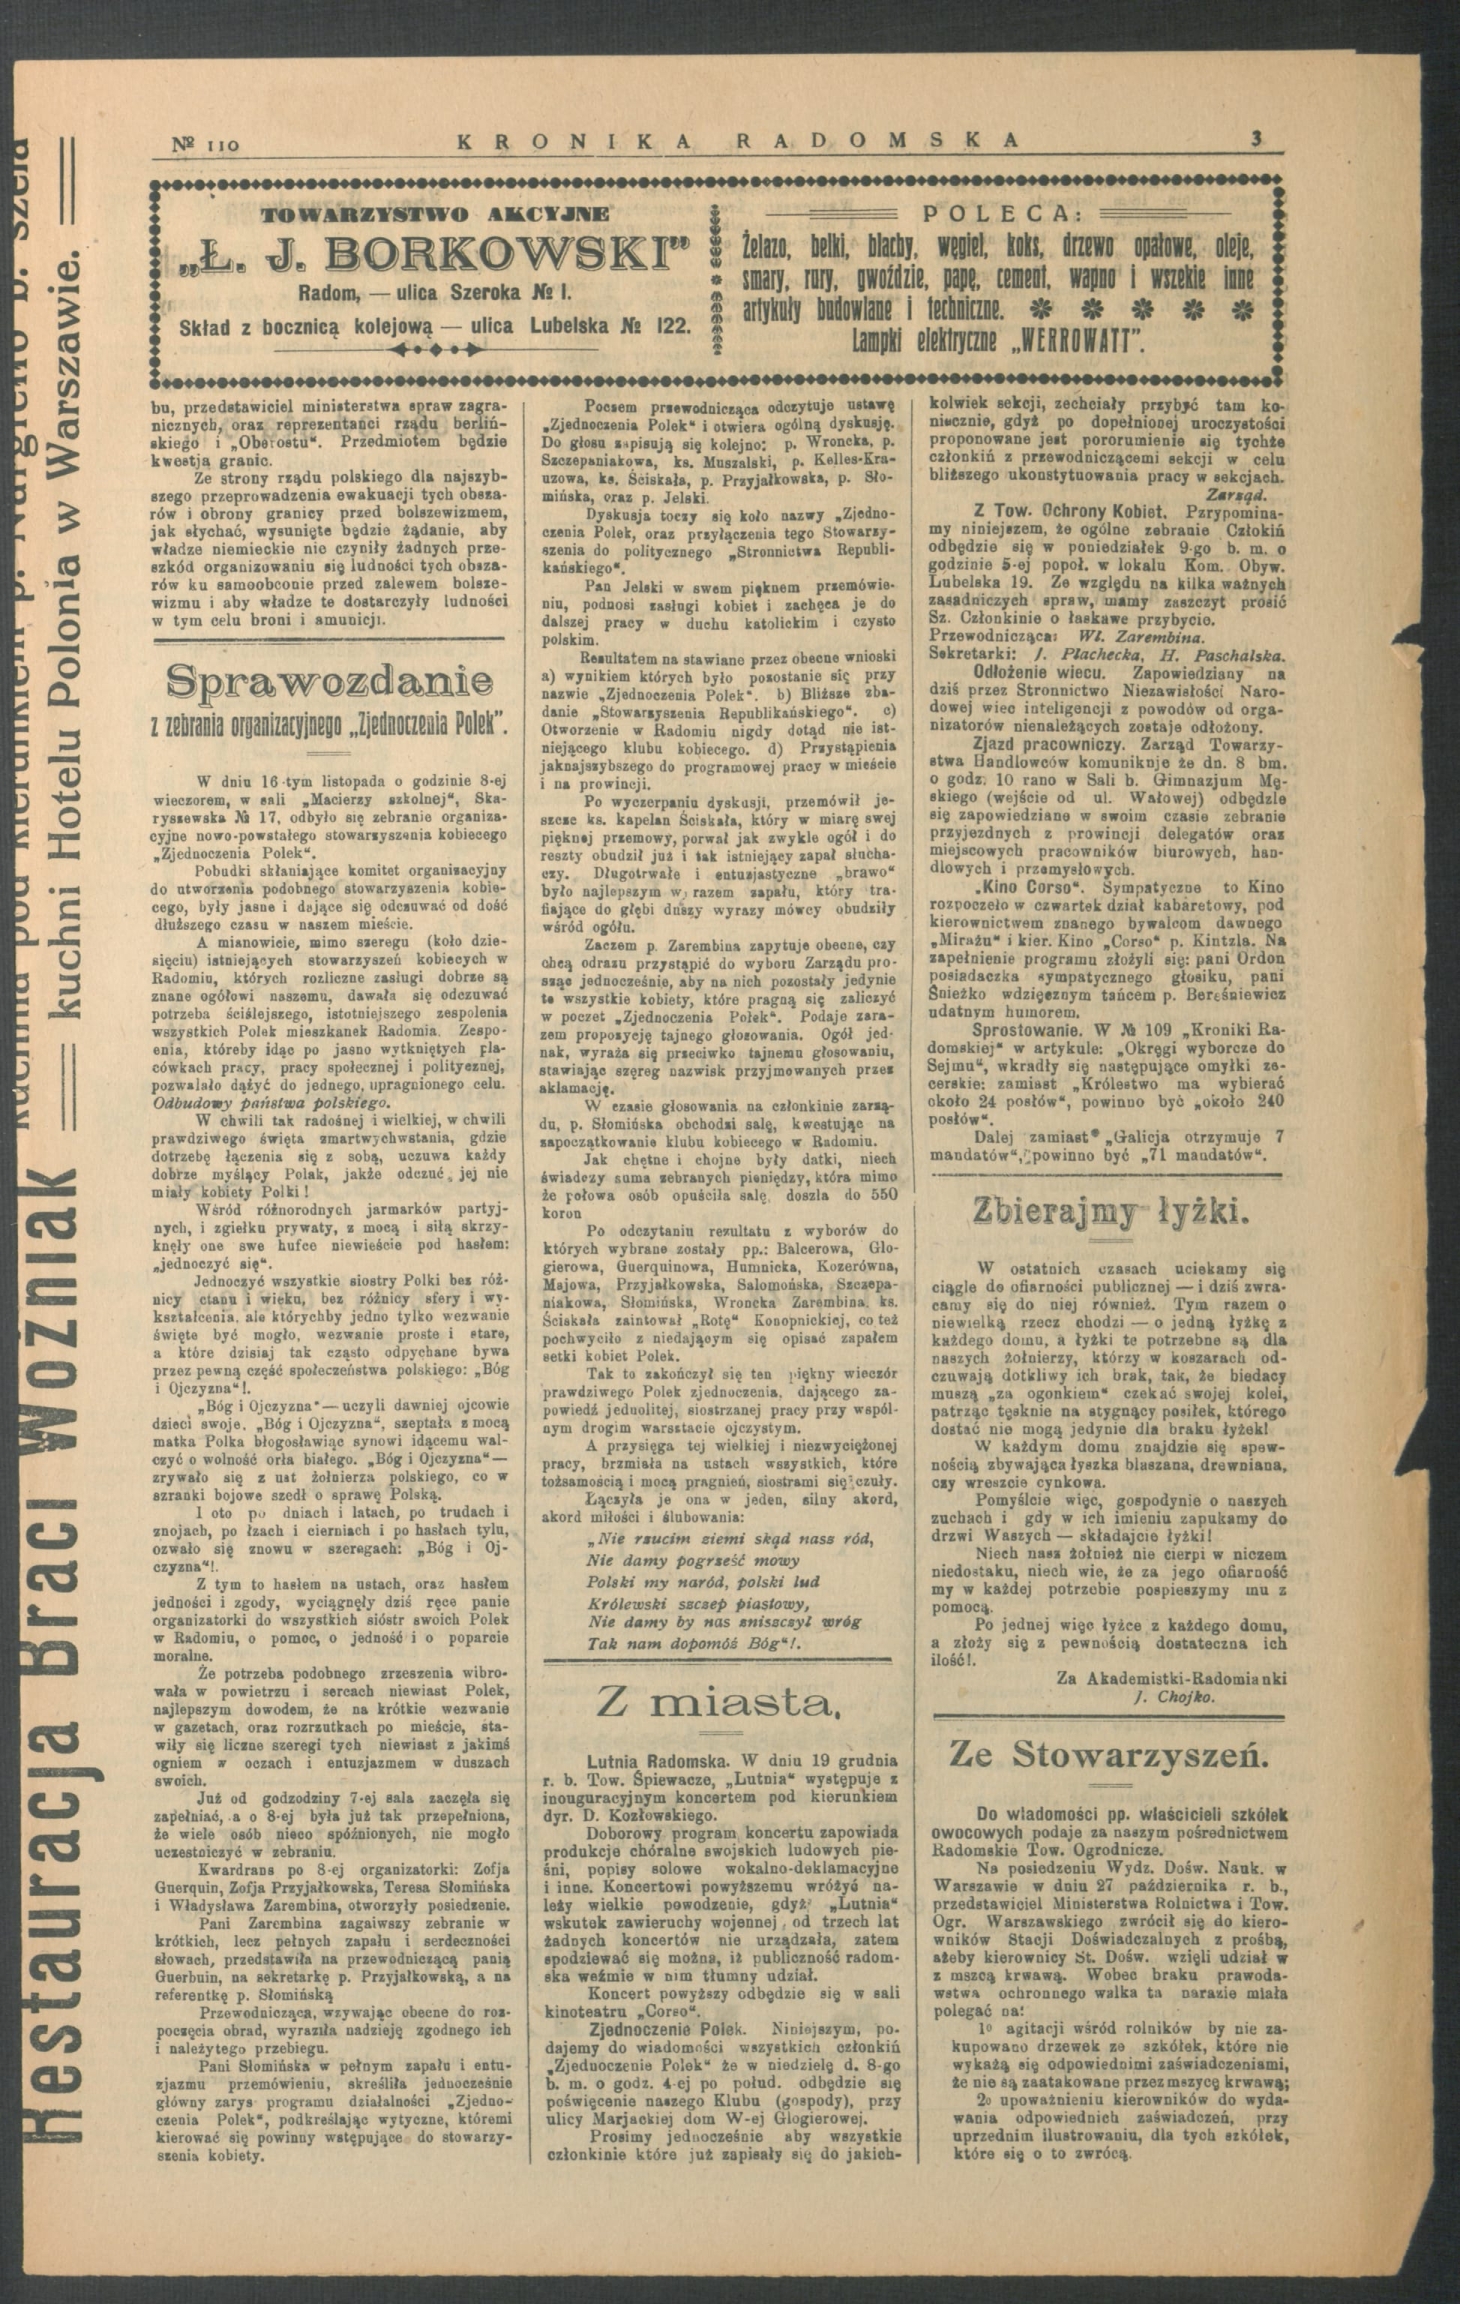 № 110
KRONIKA RADOMSKA
3
TOWARZYSTWO AKCYJNE
„Ł. J. BORKOWSKI”
Radom, — ulica Szeroka № I.
Skład z bocznicą kolejową — ulica Lubelska № 122.
POLECA:
Żelazo, belki, blachy, węgiel, koks, drzewo opałowe, oleje,
smary, rury, gwoździe, papę, cement, wapno i wszekie inne
artykuły budowlane i techniczne.
Lampki elektryczne „WERROWATT”.
Restauracja Braci Woźniak
kuchni Hotelu Polonia w Warszawie.
bu, przedstawiciel ministerstwa spraw zagra-
nicznych, oraz reprezentanci rządu berliń-
skiego i „Oberostu“. Przedmiotem będzie
kwestja granic.
Ze strony rządu polskiego dla najszyb-
szego przeprowadzenia ewakuacji tych obsza-
rów i obrony granicy przed bolszewizmem,
jak słychać, wysunięte będzie żądanie, aby
władze niemieckie nie czyniły żadnych prze-
szkód organizowaniu się ludności tych obsza-
rów ku samoobconie przed zalewem bolsze-
wizmu i aby władze te dostarczyły ludności
w tym celu broni i amunicji.
Sprawozdanie
z zebrania organizacyjnego „Zjednoczenia Polek”.
W dniu 16-tym listopada o godzinie 8-ej
wieczorem, w sali „Macierzy szkolnej“, Ska-
ryszewska № 17, odbyło się zebranie organiza-
cyjne nowo-powstałego stowarzyszenia kobiecego
„Zjednoczenia Polek“.
Pobudki skłaniające komitet organizacyjny
do utworzenia podobnego stowarzyszenia kobie-
cego, były jasne i dające się odczuwać od dość
dłuższego czasu w naszem mieście.
A mianowicie, mimo szeregu (koło dzie-
sięciu) istniejących stowarzyszeń kobiecych w
Radomiu, których rozliczne zasługi dobrze są
znane ogółowi naszemu, dawała się odczuwać
potrzeba ściślejszego, istotniejszego zespolenia
wszystkich Polek mieszkanek Radomia. Zespo-
enia, któreby idąc po jasno wytkniętych pla-
cówkach pracy, pracy społecznej i politycznej,
pozwalało dążyć do jednego, upragnionego celu.
Odbudowy państwa polskiego.
W chwili tak radosnej i wielkiej, w chwili
prawdziwego święta zmartwychwstania, gdzie
dotrzebę łączenia się z sobą, uczuwa każdy
dobrze myślący Polak, jakże odczuć jej nie
miały kobiety Polki!
Wśród różnorodnych jarmarków partyj-
nych, i zgiełku prywaty, z mocą i siłą skrzy-
knęły one swe hufce niewieście pod hasłem:
„jednoczyć się“.
Jednoczyć wszystkie siostry Polki bez róż-
nicy stanu i wieku, bez różnicy sfery i wy-
kształcenia, ale którychby jedno tylko wezwanie
święte być mogło, wezwanie proste i stare,
a które dzisiaj tak cząsto odpychane bywa
przez pewną część społeczeństwa polskiego: „Bóg
i Ojczyzna“!.
„Bóg i Ojczyzna“—uczyli dawniej ojcowie
dzieci swoje. „Bóg i Ojczyzna“, szeptała z mocą
matka Polka błogosławiąc synowi idącemu wal-
czyć o wolność orła białego. „Bóg i Ojczyzna“—
zrywało się z ust żołnierza polskiego, co w
szranki bojowe szedł o sprawę Polską.
I oto po dniach i latach, po trudach i
znojach, po łzach i cierniach i po hasłach tylu,
ozwało się znowu w szeregach: „Bóg i Oj-
czyzna“!.
Z tym to hasłem na ustach, oraz hasłem
jedności i zgody, wyciągnęły dziś ręce panie
organizatorki do wszystkich sióstr swoich Polek
w Radomiu, o pomoc, o jedność i o poparcie
moralne.
Że potrzeba podobnego zrzeszenia wibro-
wała w powietrzu i sercach niewiast Polek,
najlepszym dowodem, że na krótkie wezwanie
w gazetach, oraz rozrzutkach po mieście, sta-
wiły się liczne szeregi tych niewiast z jakimś
ogniem w oczach i entuzjazmem w duszach
swoich.
Już od godzodziny 7-ej sala zaczęła się
zapełniać, a o 8-ej była już tak przepełniona,
że wiele osób nieco spóźnionych, nie mogło
uczestniczyć w zebraniu.
Kwardrans po 8-ej organizatorki: Zofja
Guerquin, Zofja Przyjałkowska, Teresa Słomińska
i Władysława Zarembina, otworzyły posiedzenie.
Pani Zarembina zagaiwszy zebranie w
krótkich, lecz pełnych zapału i serdeczności
słowach, przedstawiła na przewodniczącą panią
Guerbuin, na sekretarkę p. Przyjałkowską, a na
referentkę p. Słomińską
Przewodnicząca, wzywając obecne do roz-
poczęcia obrad, wyraziła nadzieję zgodnego ich
i należytego przebiegu.
Pani Słomińska w pełnym zapału i entu-
zjazmu przemówieniu, skreśliła jednocześnie
główny zarys programu działalności „Zjedno-
czenia Polek“, podkreślając wytyczne, któremi
kierować się powinny wstępujące do stowarzy-
szenia kobiety.
Poczem przewodnicząca odczytuje ustawę
„Zjednoczenia Polek“ i otwiera ogólną dyskusję.
Do głosu zapisują się kolejno: p. Wroncka, p.
Szczepaniakowa, ks. Muszalski, p. Kelles-Kra-
uzowa, ks. Ściskała, p. Przyjałkowska, p. Sło-
mińska, oraz p. Jelski.
Dyskusja toczy się koło nazwy „Zjedno-
czenia Polek, oraz przyłączenia tego Stowarzy-
szenia do politycznego „Stronnictwa Republi-
kańskiego“.
Pan Jelski w swem pięknem przemówie-
niu, podnosi zasługi kobiet i zachęca je do
dalszej pracy w duchu katolickim i czysto
polskim.
Rezultatem na stawiane przez obecne wnioski
a) wynikiem których było pozostanie się przy
nazwie „Zjednoczenia Polek“. b) Bliższe zba-
danie „Stowarzyszenia Republikańskiego“. c)
Otworzenie w Radomiu nigdy dotąd nie ist-
niejącego klubu kobiecego. d) Przystąpienia
jaknajszybszego do programowej pracy w mieście
i na prowincji.
Po wyczerpaniu dyskusji, przemówił je-
szcze ks. kapelan Ściskała, który w miarę swej
pięknej przemowy, porwał jak zwykle ogół i do
reszty obudził już i tak istniejący zapał słucha-
czy. Długotrwałe i entuzjastyczne „brawo“
było najlepszym wyrazem zapału, który tra-
fiające do głębi duszy wyrazy mówcy obudziły
wśród ogółu.
Zaczem p. Zarembina zapytuje obecne, czy
chcą odrazu przystąpić do wyboru Zarządu pro-
sząc jednocześnie, aby na nich pozostały jedynie
te wszystkie kobiety, które pragną się zaliczyć
w poczet „Zjednoczenia Polek“. Podaje zara-
zem propozycję tajnego głozowania. Ogół jed-
nak, wyraża się przeciwko tajnemu głosowaniu,
stawiając szęreg nazwisk przyjmowanych przez
aklamację.
W czasie głosowania na członkinie zarzą-
du, p. Słomińska obchodzi salę, kwestując na
zapoczątkowanie klubu kobiecego w Radomiu.
Jak chętne i chojne były datki, niech
świadczy suma zebranych pieniędzy, która mimo
że połowa osób opuściła salę, doszła do 550
koron
Po odczytaniu rezultatu z wyborów do
których wybrane zostały pp.: Balcerowa, Glo-
gierowa, Guerquinowa, Humnicka, Kozerówna,
Majowa, Przyjałkowska, Salomońska, Szczepa-
niakowa, Słomińska, Wroncka Zarembina, ks.
Ściskała zaintował „Rotę“ Konopnickiej, co też
pochwyciło z niedającym się opisać zapałem
setki kobiet Polek.
Tak to zakończył się ten piękny wieczór
prawdziwego Polek zjednoczenia, dającego za-
powiedź jednolitej, siostrzanej pracy przy wspól-
nym drogim warsztacie ojczystym.
A przysięga tej wielkiej i niezwyciężonej
pracy, brzmiała na ustach wszystkich, które
tożsamością i mocą pragnień, siostrami się czuły.
Łączyła je ona w jeden, silny akord,
akord miłości i ślubowania:
„Nie rzucim ziemi skąd nasz ród,
Nie damy pogrześć mowy
Polski my naród, polski lud
Królewski szczep piastowy,
Nie damy by nas zniszczył wróg
Tak nam dopomóż Bóg“!.
Z miasta.
Lutnia Radomska. W dniu 19 grudnia
r. b. Tow. Śpiewacze, „Lutnia“ występuje z
inouguracyjnym koncertem pod kierunkiem
dyr. D. Kozłowskiego.
Doborowy program koncertu zapowiada
produkcje chóralne swojskich ludowych pie-
śni, popisy solowe wokalno-deklamacyjne
i inne. Koncertowi powyższemu wróżyć na-
leży wielkie powodzenie, gdyż „Lutnia“
wskutek zawieruchy wojennej od trzech lat
żadnych koncertów nie urządzała, zatem
spodziewać się można, iż publiczność radom-
ska weźmie w nim tłumny udział.
Koncert powyższy odbędzie się w sali
kinoteatru „Corso“.
Zjednoczenie Polek. Niniejszym, po-
dajemy do wiadomości wszystkich członkiń
„Zjednoczenie Polek“ że w niedzielę d. 8-go
b. m. o godz. 4-ej po połud. odbędzie się
poświęcenie naszego Klubu (gospody), przy
ulicy Marjackiej dom W-ej Glogierowej.
Prosimy jednocześnie aby wszystkie
członkinie które już zapisały się do jakich-
kolwiek sekcji, zechciały przybyć tam ko-
niecznie, gdyż po dopełnionej uroczystości
proponowane jest pororumienie się tychże
członkiń z przewodniczącemi sekcji w celu
bliższego ukonstytuowania pracy w sekcjach.
Zarząd.
Z Tow. Ochrony Kobiet. Pzrypomina-
my niniejszem, że ogólne zebranie Człokiń
odbędzie się w poniedziałek 9-go b. m. o
godzinie 5-ej popoł. w lokalu Kom. Obyw.
Lubelska 19. Ze względu na kilka ważnych
zasadniczych spraw, mamy zaszczyt prosić
Sz. Członkinie o łaskawe przybycie.
Przewodnicząca: Wł. Zarembina.
Sekretarki: J. Płachecka, H. Paschalska.
Odłożenie wiecu. Zapowiedziany na
dziś przez Stronnictwo Niezawisłości Naro-
dowej wiec inteligencji z powodów od orga-
nizatorów nienależących zostaje odłożony.
Zjazd pracowniczy. Zarząd Towarzy-
stwa Handlowców komunikuje że dn. 8 bm.
o godz. 10 rano w Sali b. Gimnazjum Mę-
skiego (wejście od ul. Wałowej) odbędzie
się zapowiedziane w swoim czasie zebranie
przyjezdnych z prowincji delegatów oraz
miejscowych pracowników biurowych, han-
dlowych i przemysłowych.
„Kino Corso“. Sympatyczne to Kino
rozpoczęło w czwartek dział kabaretowy, pod
kierownictwem znanego bywalcom dawnego
„Mirażu“ i kier. Kino „Corso“ p. Kintzla. Na
zapełnienie programu złożyli się: pani Ordon
posiadaczka sympatycznego głosiku, pani
Śnieżko wdzięcznym tańcem p. Bereśniewicz
udatnym humorem.
Sprostowanie. W № 109 „Kroniki Ra-
domskiej“ w artykule: „Okręgi wyborcze do
Sejmu“, wkradły się następujące omyłki ze-
cerskie: zamiast „Królestwo ma wybierać
około 24 posłów“, powinno być „około 240
posłów“.
Dalej zamiast „Galicja otrzymuje 7
mandatów“, powinno być „71 mandatów“.
Zbierajmy łyżki.
W ostatnich czasach uciekamy się
ciągle do ofiarności publicznej — i dziś zwra-
camy się do niej również. Tym razem o
niewielką rzecz chodzi — o jedną łyżkę z
każdego domu, a łyżki te potrzebne są dla
naszych żołnierzy, którzy w koszarach od-
czuwają dotkliwy ich brak, tak, że biedacy
muszą „za ogonkiem“ czekać swojej kolei,
patrząc tęsknie na stygnący posiłek, którego
dostać nie mogą jedynie dla braku łyżek!
W każdym domu znajdzie się spew-
nością zbywająca łyszka blaszana, drewniana,
czy wreszcie cynkowa.
Pomyślcie więc, gospodynie o naszych
zuchach i gdy w ich imieniu zapukamy do
drzwi Waszych — składajcie łyżki!
Niech nasz żołnież nie cierpi w niczem
niedostaku, niech wie, że za jego ofiarność
my w każdej potrzebie pospieszymy mu z
pomocą.
Po jednej więc łyżce z każdego domu,
a złoży się z pewnością dostateczna ich
ilość!.
Za Akademistki-Radomianki
J. Chojko.
Ze Stowarzyszeń.
Do wiadomości pp. właścicieli szkółek
owocowych podaje za naszym pośrednictwem
Radomskie Tow. Ogrodnicze.
Na posiedzeniu Wydz. Dośw. Nauk. w
Warszawie w dniu 27 października r. b.,
przedstawiciel Ministerstwa Rolnictwa i Tow.
Ogr. Warszawskiego zwrócił się do kiero-
wników Stacji Doświadczalnych z prośbą,
ażeby kierownicy St. Dośw. wzięli udział w
z mszcą krwawą. Wobec braku prawoda-
wstwa ochronnego walka ta narazie miała
polegać na:
1o agitacji wśród rolników by nie za-
kupowano drzewek ze szkółek, które nie
wykażą się odpowiednimi zaświadczeniami,
że nie są zaatakowane przez mszycę krwawą;
2o upoważnieniu kierowników do wyda-
wania odpowiednich zaświadczeń, przy
uprzednim ilustrowaniu, dla tych szkółek,
które się o to zwrócą.